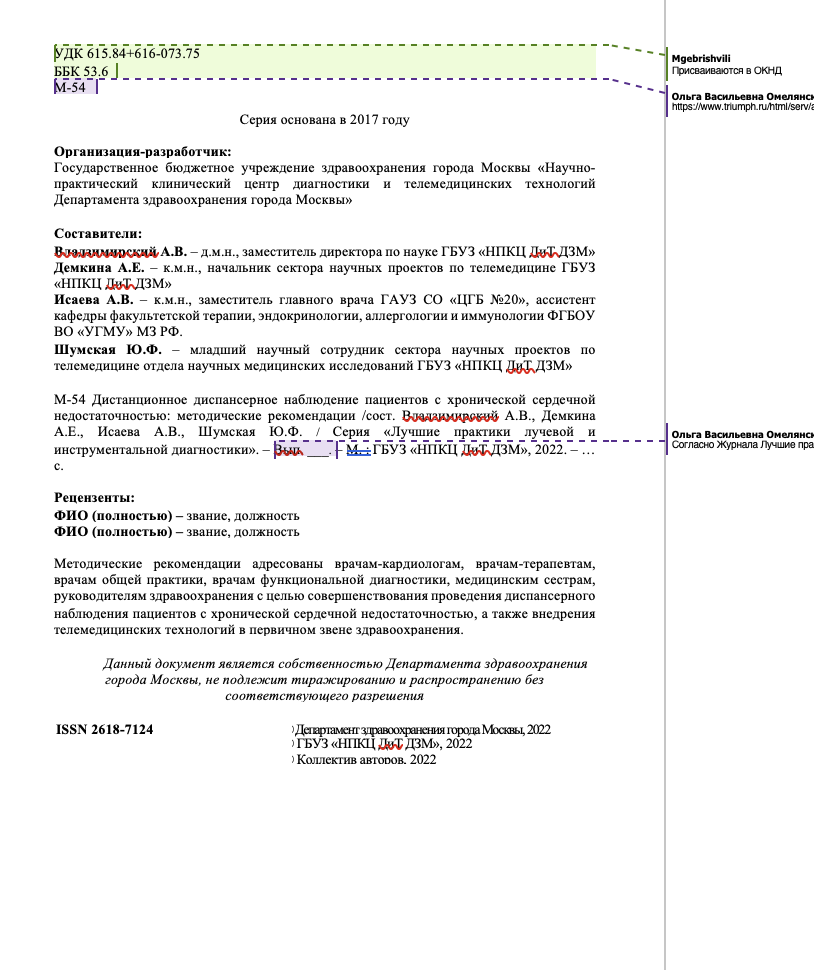 УДК 615.84+616-073.75
ББК 53.6
М-54
Серия основана в 2017 году
Организация-разработчик:
Государственное бюджетное учреждение здравоохранения города Москвы «Научно-
практический клинический центр диагностики и телемедицинских технологий
Департамента здравоохранения города Москвы»
Составители:
Владзимирский А.В. – д.м.н., заместитель директора по науке ГБУЗ «НПКЦ ДиТ ДЗМ»
Демкина А.Е. – к.м.н., начальник сектора научных проектов по телемедицине ГБУЗ
«НПКЦ ДиТ ДЗМ»
Исаева А.В. – к.м.н., заместитель главного врача ГАУЗ СО «ЦГБ №20», ассистент
кафедры факультетской терапии, эндокринологии, аллергологии и иммунологии ФГБОУ
ВО «УГМУ» МЗ РФ.
Шумская Ю.Ф. – младший научный сотрудник сектора научных проектов по
телемедицине отдела научных медицинских исследований ГБУЗ «НПКЦ ДиТ ДЗМ»
М-54 Дистанционное диспансерное наблюдение пациентов с хронической сердечной
недостаточностью: методические рекомендации /сост. Владзимирский А.В., Демкина
А.Е., Исаева А.В., Шумская Ю.Ф. / Серия «Лучшие практики лучевой и
инструментальной диагностики». – Вып. ___. – М. : ГБУЗ «НПКЦ ДиТ ДЗМ», 2022. – …
с.
Рецензенты:
ФИО (полностью) – звание, должность
ФИО (полностью) – звание, должность
Методические рекомендации адресованы врачам-кардиологам, врачам-терапевтам,
врачам общей практики, врачам функциональной диагностики, медицинским сестрам,
руководителям здравоохранения с целью совершенствования проведения диспансерного
наблюдения пациентов с хронической сердечной недостаточностью, а также внедрения
телемедицинских технологий в первичном звене здравоохранения.
Данный документ является собственностью Департамента здравоохранения
города Москвы, не подлежит тиражированию и распространению без
соответствующего разрешения
ISSN 2618-7124
Департамент здравоохранения города Москвы, 2022
ГБУЗ «НПКЦ ДиТ ДЗМ», 2022
Коллектив авторов, 2022
Mgebrishvili
Присваиваются в ОКНД
Ольга Васильевна
https://www.triumph.ru/html/serv/
Ольга Васильевна
Согласно Журнала Лучшие